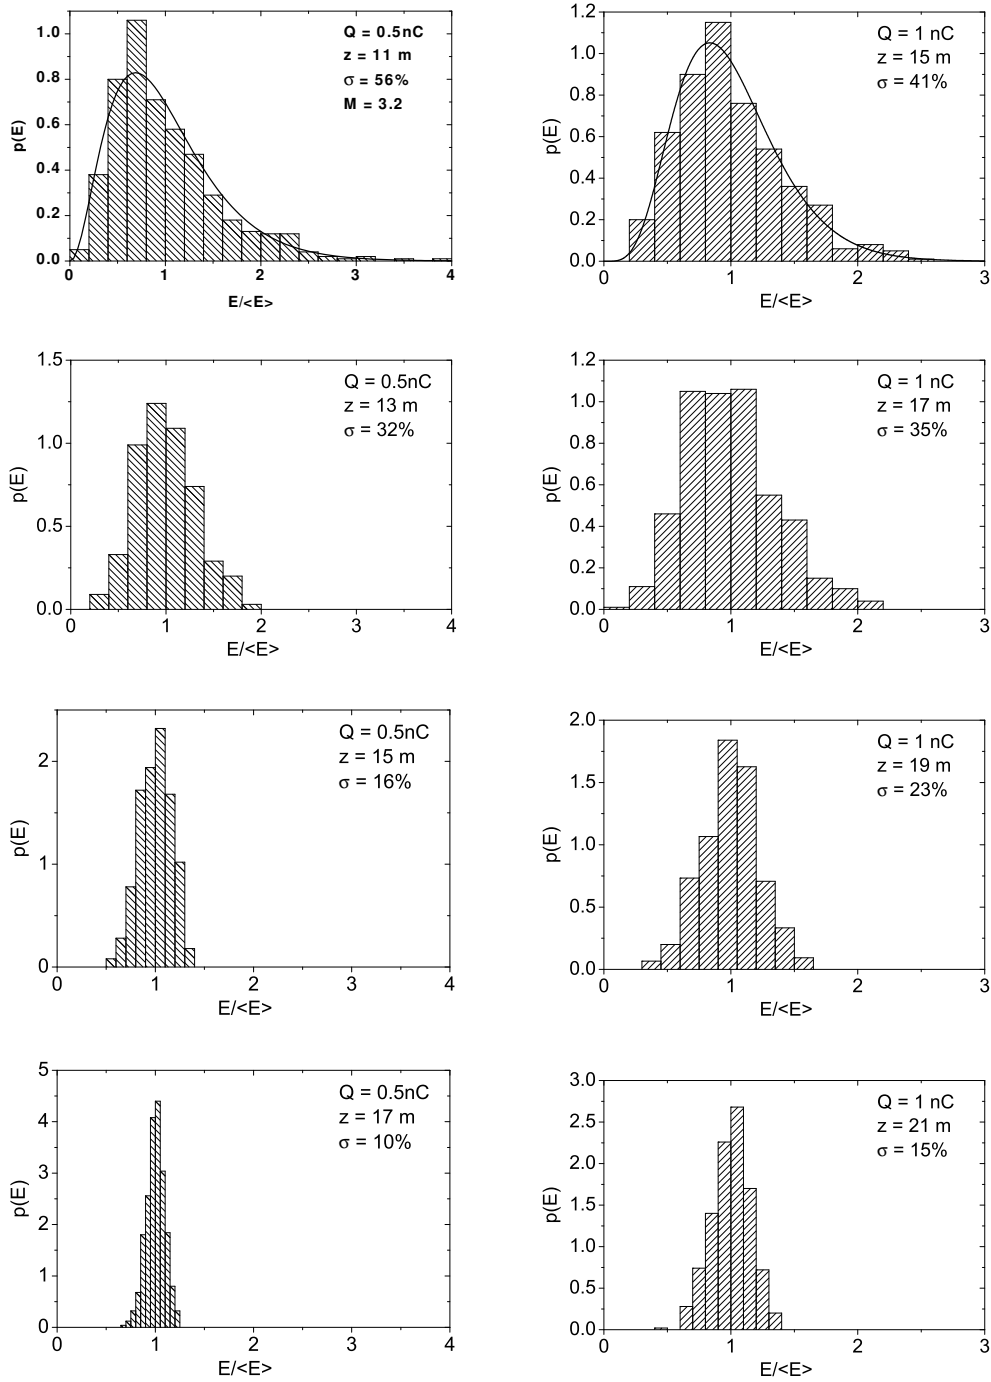 Q = 0.5nC
z = 11 m
σ = 56%
M = 3.2
p(E)
1.0
0.8
0.6
0.4
0.2
0.0
0 1 2 3 4
E/<E>
Q = 1 nC
z = 15 m
σ = 41%
p(E)
1.2
1.0
0.8
0.6
0.4
0.2
0.0
0 1 2 3
E/<E>
Q = 0.5nC
z = 13 m
σ = 32%
p(E)
1.5
1.0
0.5
0.0
0 1 2 3 4
E/<E>
Q = 1 nC
z = 17 m
σ = 35%
p(E)
1.2
1.0
0.8
0.6
0.4
0.2
0.0
0 1 2 3
E/<E>
Q = 0.5nC
z = 15 m
σ = 16%
p(E)
2
1
0
0 1 2 3 4
E/<E>
Q = 1 nC
z = 19 m
σ = 23%
p(E)
2.0
1.5
1.0
0.5
0.0
0 1 2 3
E/<E>
Q = 0.5nC
z = 17 m
σ = 10%
p(E)
5
4
3
2
1
0
0 1 2 3 4
E/<E>
Q = 1 nC
z = 21 m
σ = 15%
p(E)
3.0
2.5
2.0
1.5
1.0
0.5
0.0
0 1 2 3
E/<E>